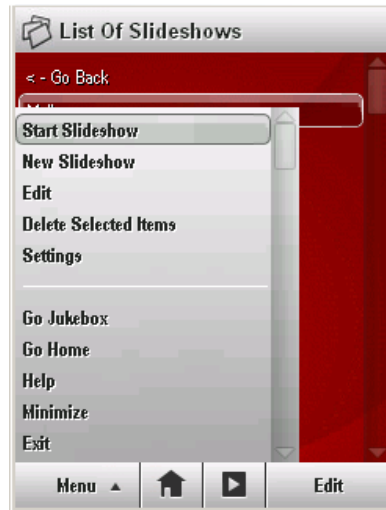 List Of Slideshows
< - Go Back
Start Slideshow
New Slideshow
Edit
Delete Selected Items
Settings
Go Jukebox
Go Home
Help
Minimize
Exit
Menu ▲
Edit